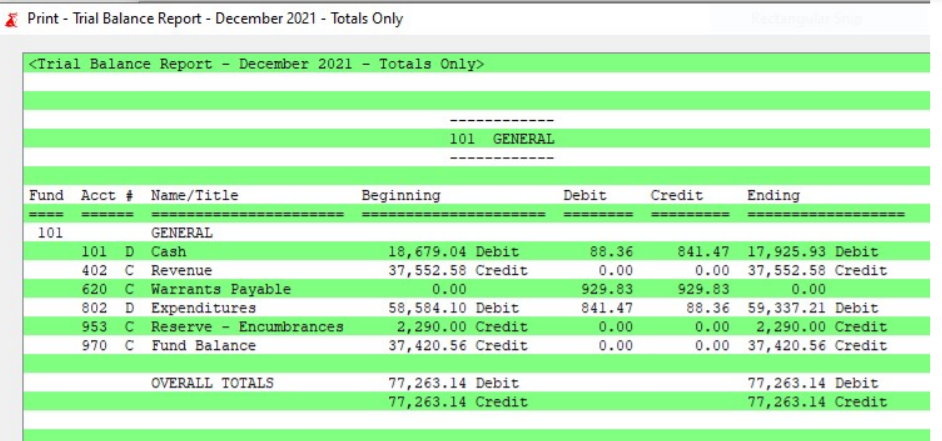 Print - Trial Balance Report - December 2021 - Totals Only
<Trial Balance Report - December 2021 - Totals Only>
------------
101 GENERAL
------------
Fund Acct # Name/Title Beginning Debit Credit Ending
==== ====== ====================== ===================== ======== ========= ==================
101 GENERAL
101 D Cash 18,679.04 Debit 88.36 841.47 17,925.93 Debit
402 C Revenue 37,552.58 Credit 0.00 0.00 37,552.58 Credit
620 C Warrants Payable 0.00 929.83 929.83 0.00
802 D Expenditures 58,584.10 Debit 841.47 88.36 59,337.21 Debit
953 C Reserve - Encumbrances 2,290.00 Credit 0.00 0.00 2,290.00 Credit
970 C Fund Balance 37,420.56 Credit 0.00 0.00 37,420.56 Credit
OVERALL TOTALS 77,263.14 Debit 77,263.14 Debit
77,263.14 Credit 77,263.14 Credit